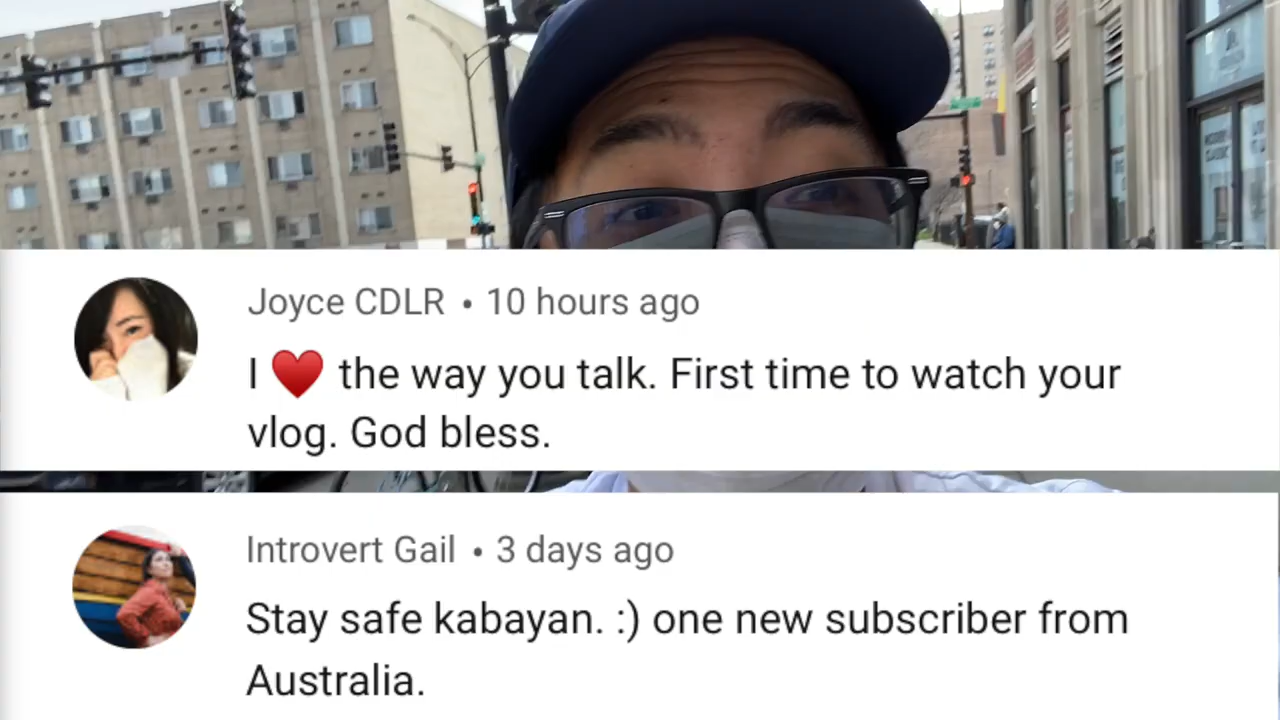 Joyce CDLR • 10 hours ago
I ❤️ the way you talk. First time to watch your
vlog. God bless.
Introvert Gail • 3 days ago
Stay safe kabayan. :) one new subscriber from
Australia.